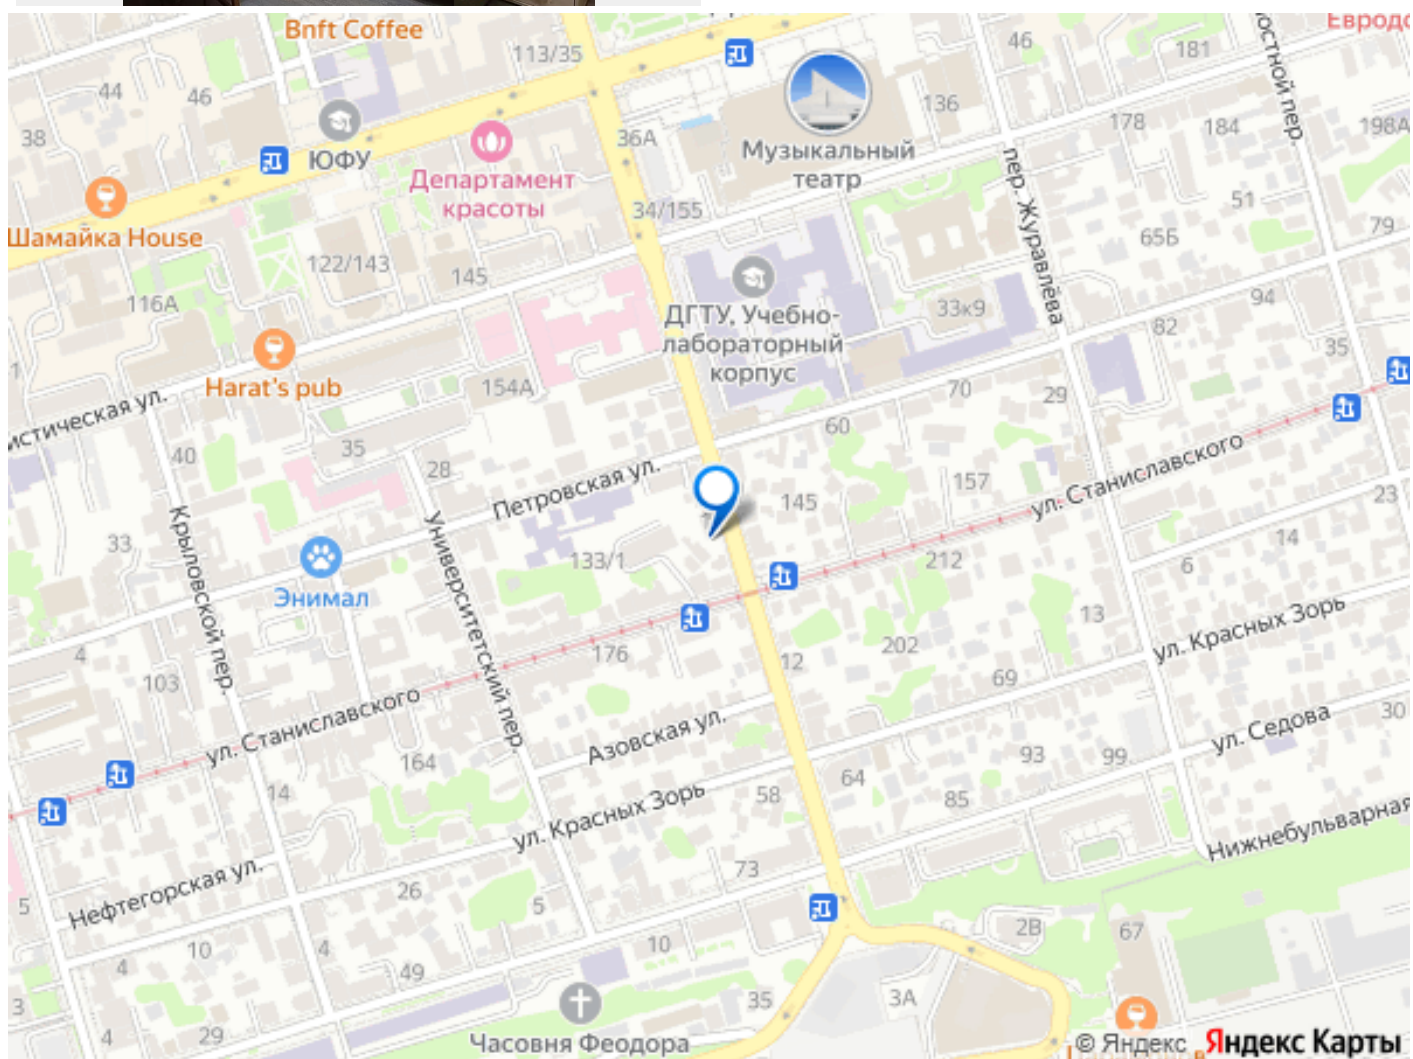 Bnft Coffee
113/35
46
181
Евродо
остной пер.
44
46
38
ЮФУ
36А
136
178
184
198А
Музыкальный
театр
Департамент
красоты
пер. Журавлёва
34/155
51
79
65Б
Шамайка House
122/143
145
116А
ДГТУ, Учебно-
лабораторный
корпус
33к9
94
82
35
Harat's pub
154А
70
29
истическая ул.
1
40
35
28
60
Петровская ул.
145
157
ул. Станиславского
23
33
Крыловской пер.
Университетский пер.
133/1
212
14
6
Энимал
13
ул. Красных Зорь
4
103
176
12
202
69
ул. Станиславского
Азовская ул.
ул. Седова
30
164
93
99
14
58
64
85
ул. Красных Зорь
Нижнебульварная
73
Нефтегорская ул.
26
5
5
10
4
4
49
10
2В
67
3
4
29
35
3А
Часовня Феодора
© Яндекс Яндекс Карты